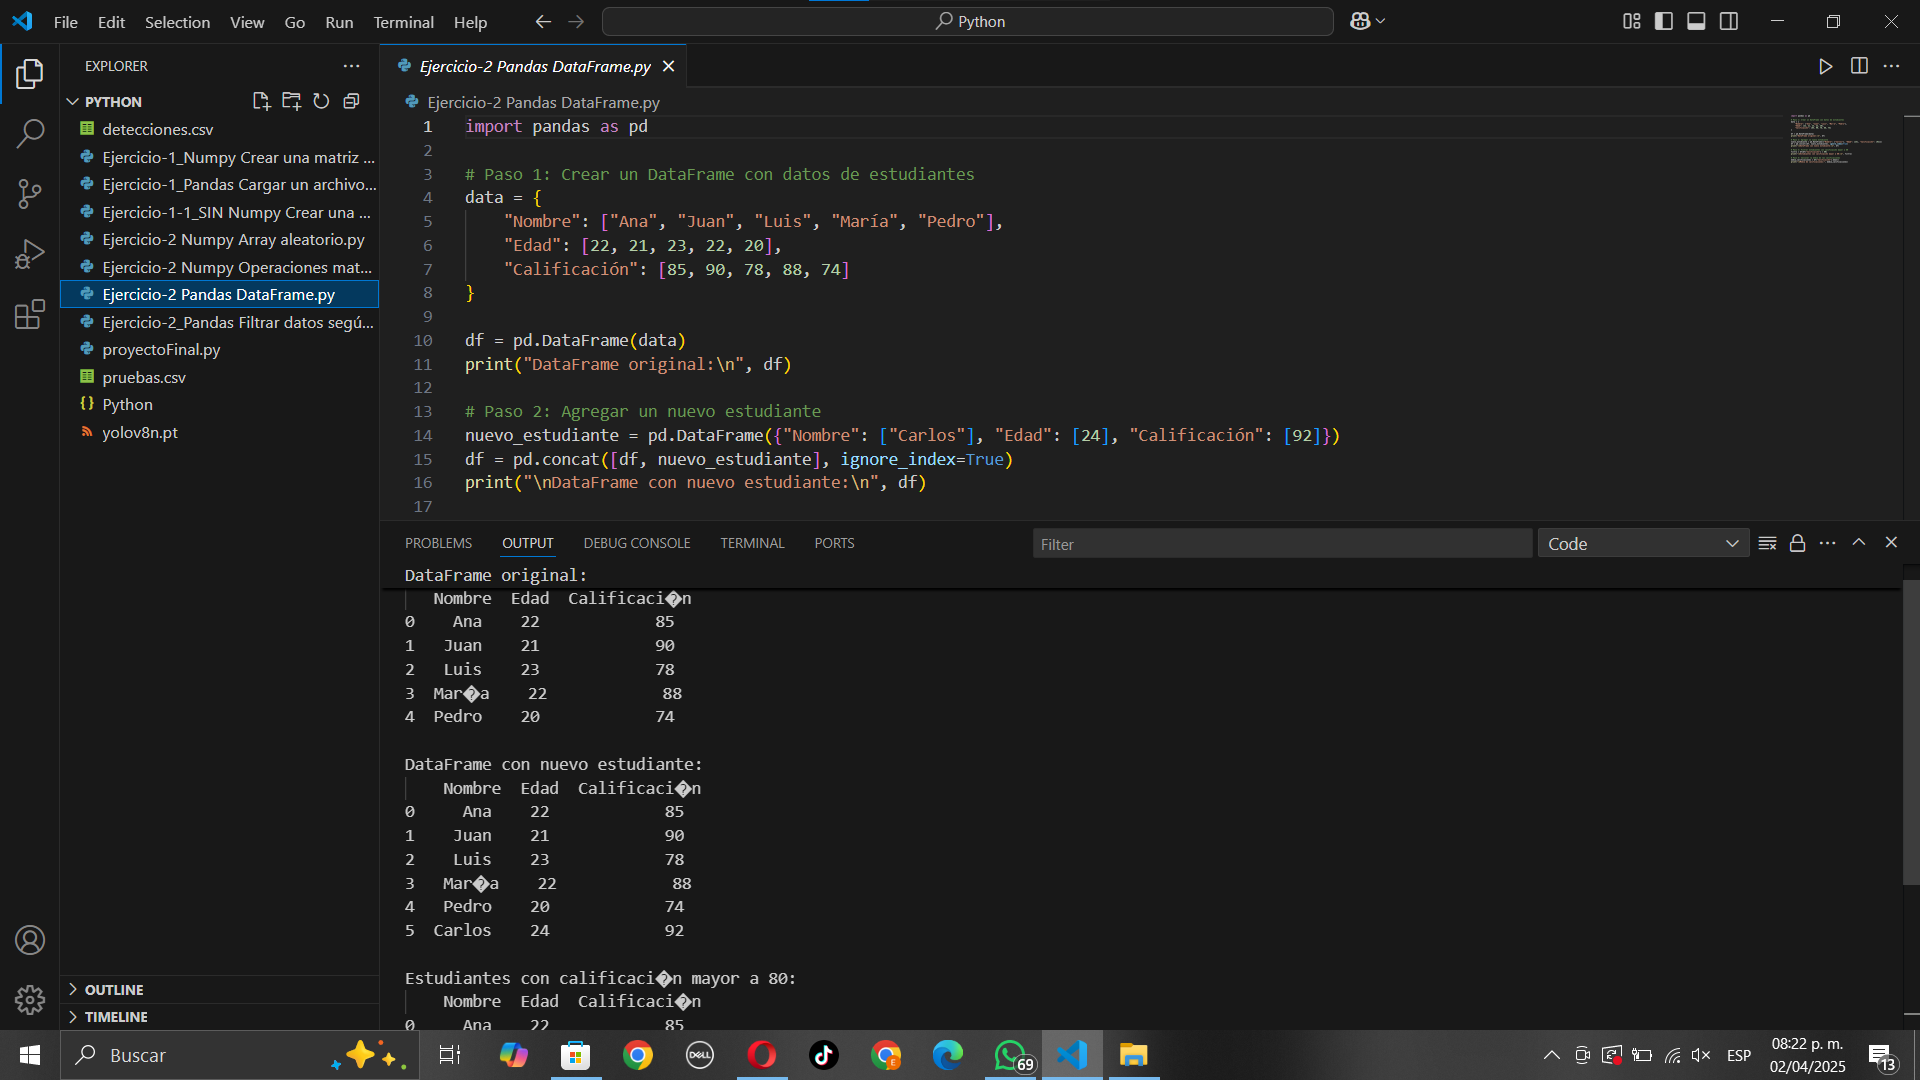 File Edit Selection View Go Run Terminal Help
Python
EXPLORER
PYTHON
detecciones.csv
Ejercicio-1_Numpy Crear una matriz ...
Ejercicio-1_Pandas Cargar un archivo...
Ejercicio-1-1_SIN Numpy Crear una ...
Ejercicio-2 Numpy Array aleatorio.py
Ejercicio-2 Numpy Operaciones mat...
Ejercicio-2 Pandas DataFrame.py
Ejercicio-2_Pandas Filtrar datos segú...
proyectoFinal.py
pruebas.csv
Python
yolov8n.pt
OUTLINE
TIMELINE
Ejercicio-2 Pandas DataFrame.py
Ejercicio-2 Pandas DataFrame.py
1 import pandas as pd
2
3 # Paso 1: Crear un DataFrame con datos de estudiantes
4 data = {
5 "Nombre": ["Ana", "Juan", "Luis", "María", "Pedro"],
6 "Edad": [22, 21, 23, 22, 20],
7 "Calificación": [85, 90, 78, 88, 74]
8 }
9
10 df = pd.DataFrame(data)
11 print("DataFrame original:\n", df)
12
13 # Paso 2: Agregar un nuevo estudiante
14 nuevo_estudiante = pd.DataFrame({"Nombre": ["Carlos"], "Edad": [24], "Calificación": [92]})
15 df = pd.concat([df, nuevo_estudiante], ignore_index=True)
16 print("\nDataFrame con nuevo estudiante:\n", df)
17
PROBLEMS OUTPUT DEBUG CONSOLE TERMINAL PORTS
Filter
Code
DataFrame original:
Nombre Edad Calificaci�n
0 Ana 22 85
1 Juan 21 90
2 Luis 23 78
3 Mar�a 22 88
4 Pedro 20 74
DataFrame con nuevo estudiante:
Nombre Edad Calificaci�n
0 Ana 22 85
1 Juan 21 90
2 Luis 23 78
3 Mar�a 22 88
4 Pedro 20 74
5 Carlos 24 92
Estudiantes con calificaci�n mayor a 80:
Nombre Edad Calificaci�n
0 Ana 22 85
Buscar
DELL
E
69
ESP
08:22 p. m.
02/04/2025
13